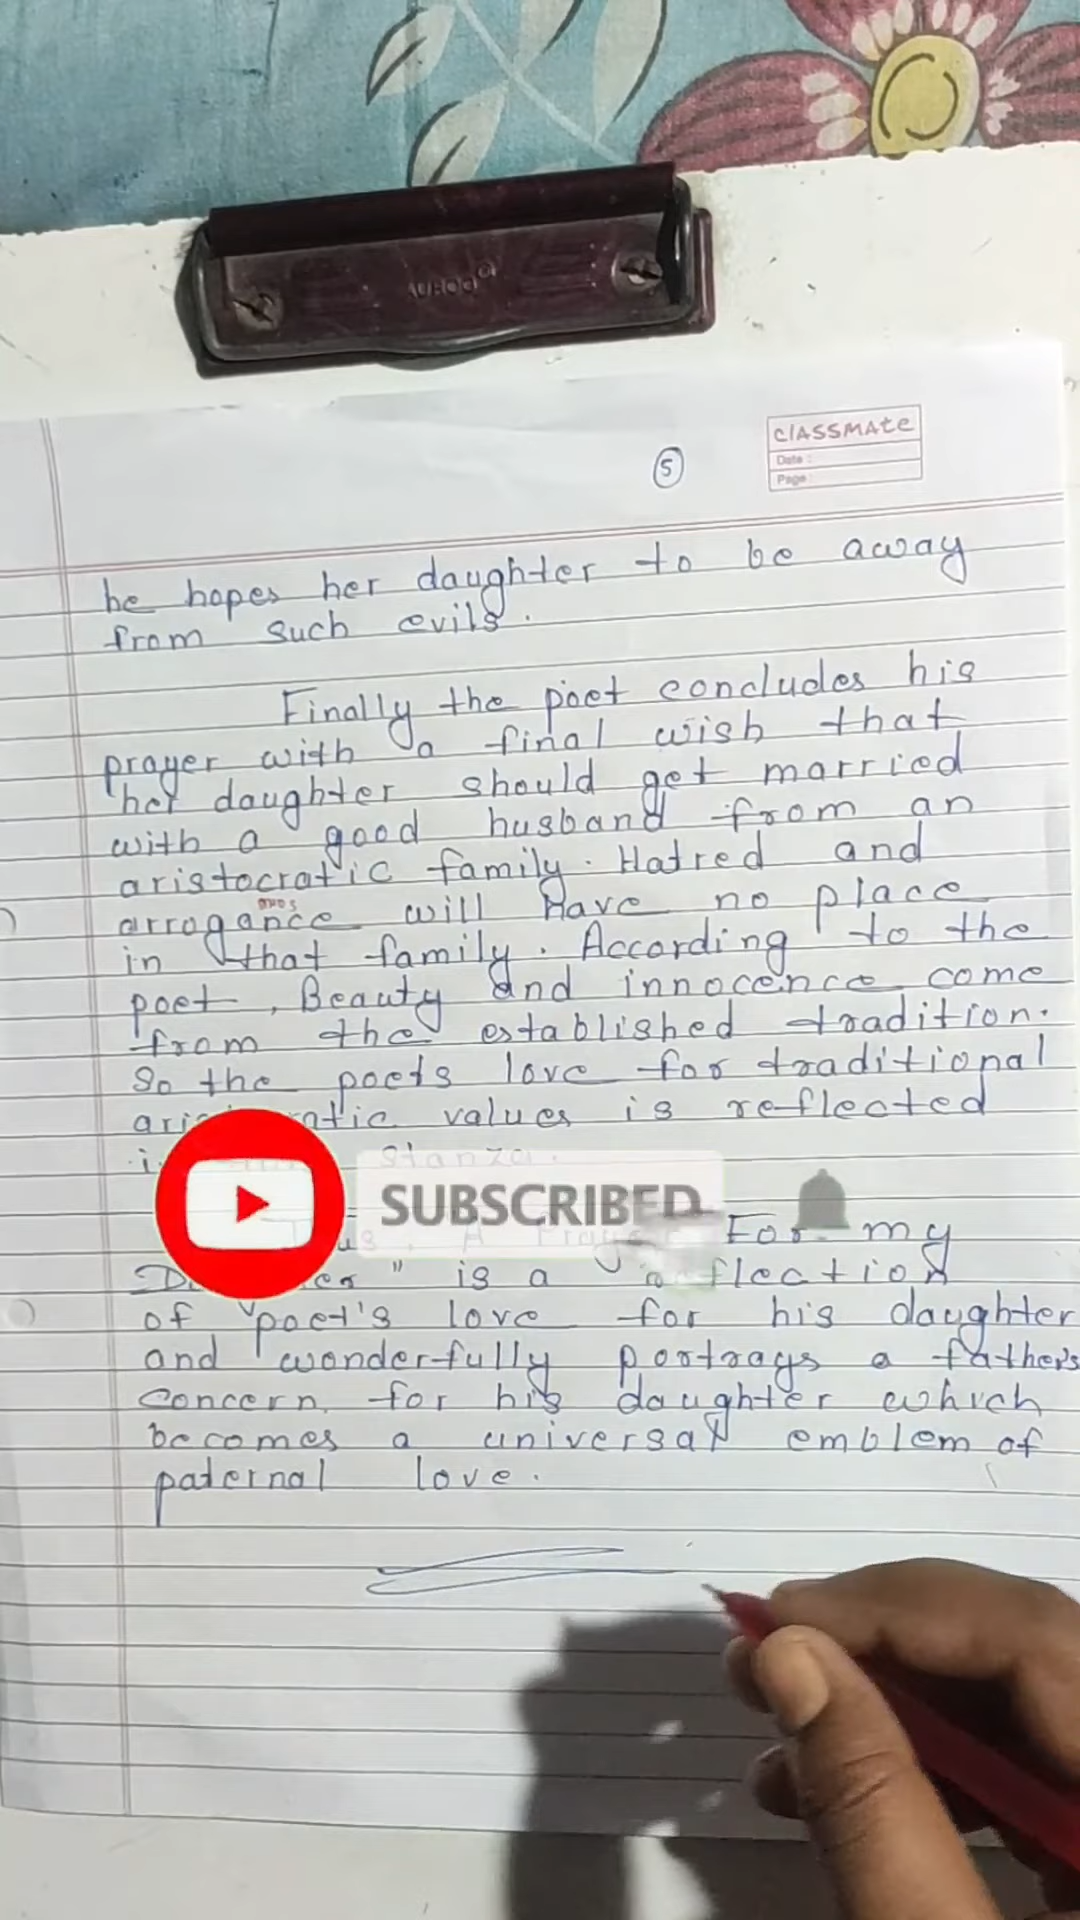 AUROO
5
CLASSMATE
Date :
Page :
he hopes her daughter to be away
from such evils.
Finally the poet concludes his
prayer with a final wish that
her daughter should get married
with a good husband from an
aristocratic family. Hatred and
arrogance will have no place
in that family. According to the
poet, Beauty and innocence come
from the established tradition.
So the poets love for traditional
values is reflected
stanza.
SUBSCRIBED
A For my
" is a
of poet's love for his daughter
and wonderfully portrays a father's
concern for his daughter which
becomes a universal emblem of
paternal love.